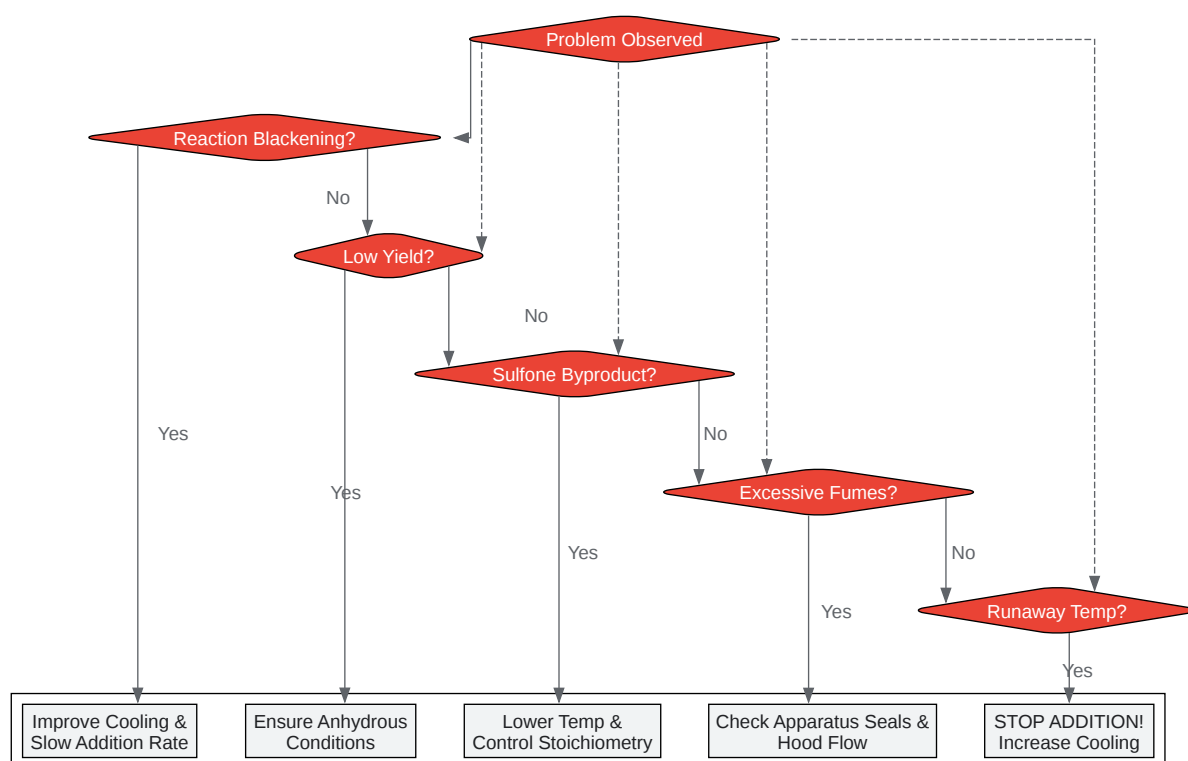 Problem Observed
Reaction Blackening?
No
Low Yield?
No
Sulfone Byproduct?
Yes
No
Yes
Excessive Fumes?
Yes
No
Yes
Runaway Temp?
Yes
Improve Cooling &
Slow Addition Rate
Ensure Anhydrous
Conditions
Lower Temp &
Control Stoichiometry
Check Apparatus Seals &
Hood Flow
STOP ADDITION!
Increase Cooling